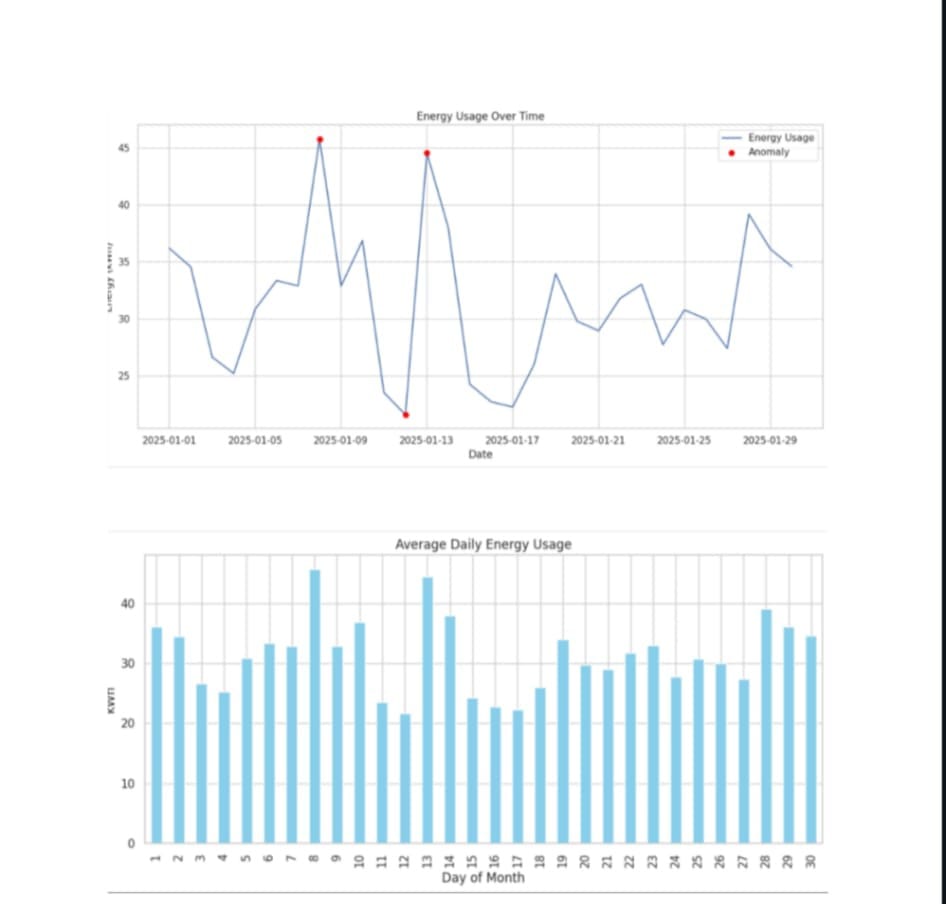 Energy Usage Over Time
Energy Usage
Anomaly
45
40
35
30
25
2025-01-01 2025-01-05 2025-01-09 2025-01-13 2025-01-17 2025-01-21 2025-01-25 2025-01-29
Date
Average Daily Energy Usage
40
30
20
10
0
1 2 3 4 5 6 7 8 9 10 11 12 13 14 15 16 17 18 19 20 21 22 23 24 25 26 27 28 29 30
Day of Month